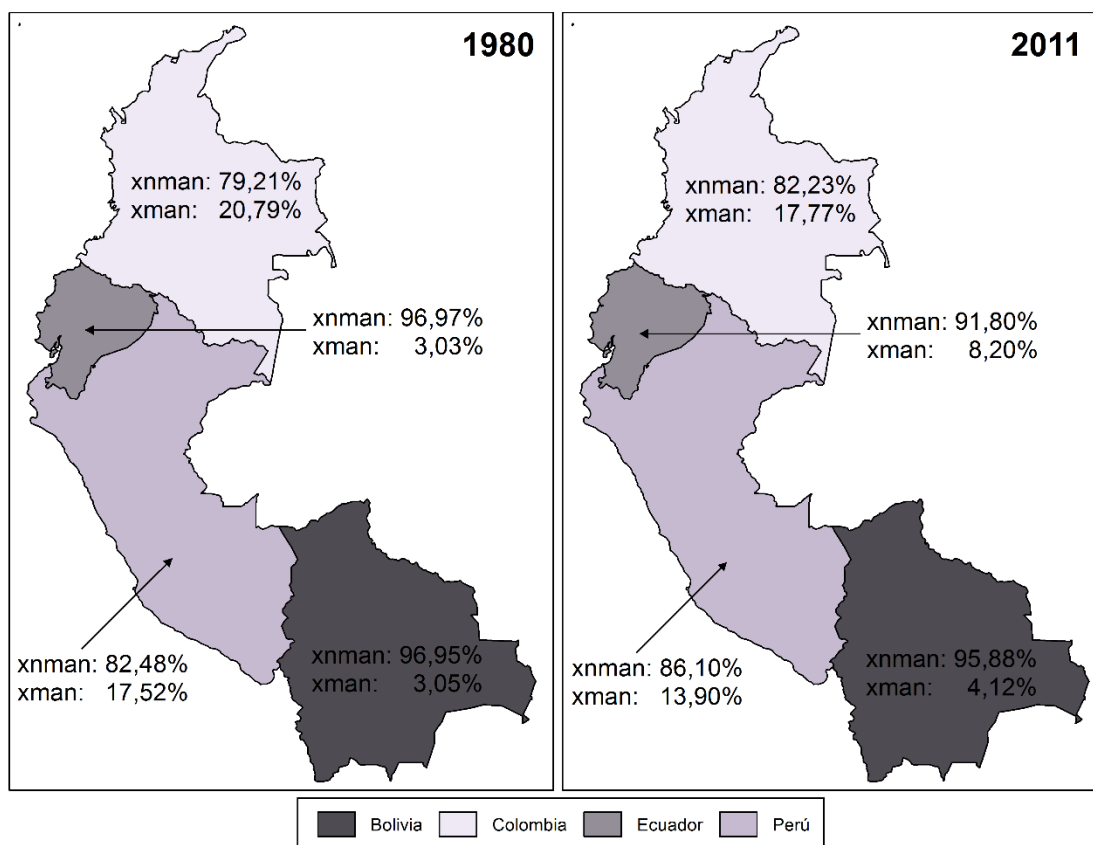 1980
xnman: 79,21%
xman: 20,79%
xnman: 96,97%
xman: 3,03%
xnman: 82,48%
xman: 17,52%
xnman: 96,95%
xman: 3,05%
2011
xnman: 82,23%
xman: 17,77%
xnman: 91,80%
xman: 8,20%
xnman: 86,10%
xman: 13,90%
xnman: 95,88%
xman: 4,12%
Bolivia
Colombia
Ecuador
Perú